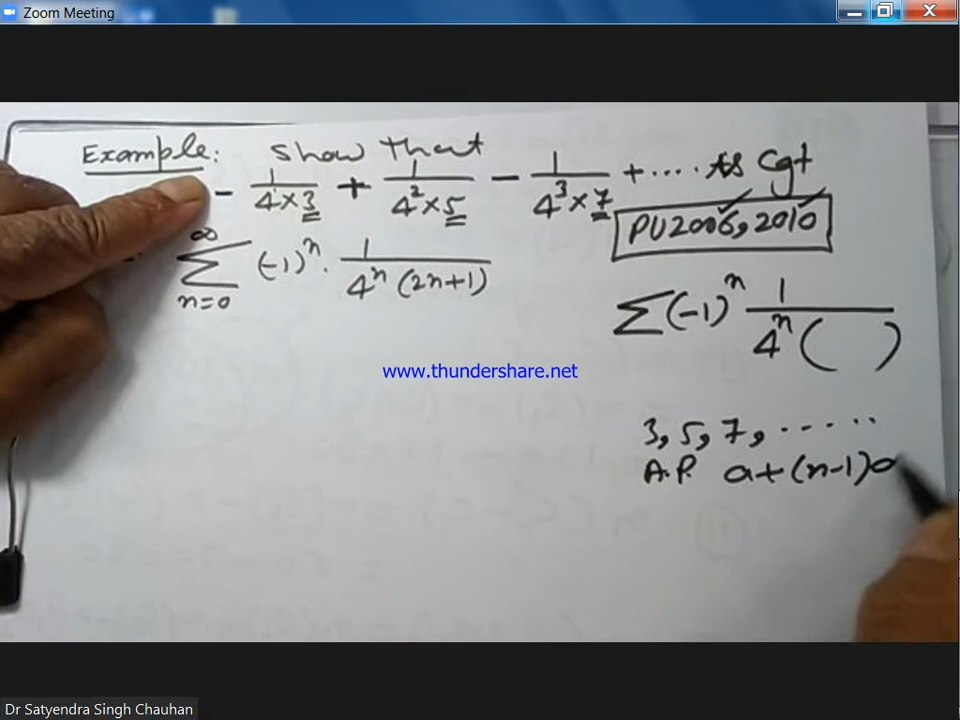 Zoom Meeting
Example: Show that
- 1/(4¹×3) + 1/(4²×5) - 1/(4³×7) + .... is Cgt
PU2006, 2010
∞ ∑ n=0 (-1)ⁿ · 1/(4ⁿ(2n+1))
∑(-1)ⁿ 1/(4ⁿ( ))
www.thundershare.net
3, 5, 7, ......
A.P. a+(n-1)
Dr Satyendra Singh Chauhan